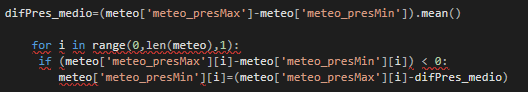 difPres_medio=(meteo['meteo_presMax']-meteo['meteo_presMin']).mean()
for i in range(0,len(meteo),1):
if (meteo['meteo_presMax'][i]-meteo['meteo_presMin'][i]) < 0:
meteo['meteo_presMin'][i]=(meteo['meteo_presMax'][i]-difPres_medio)